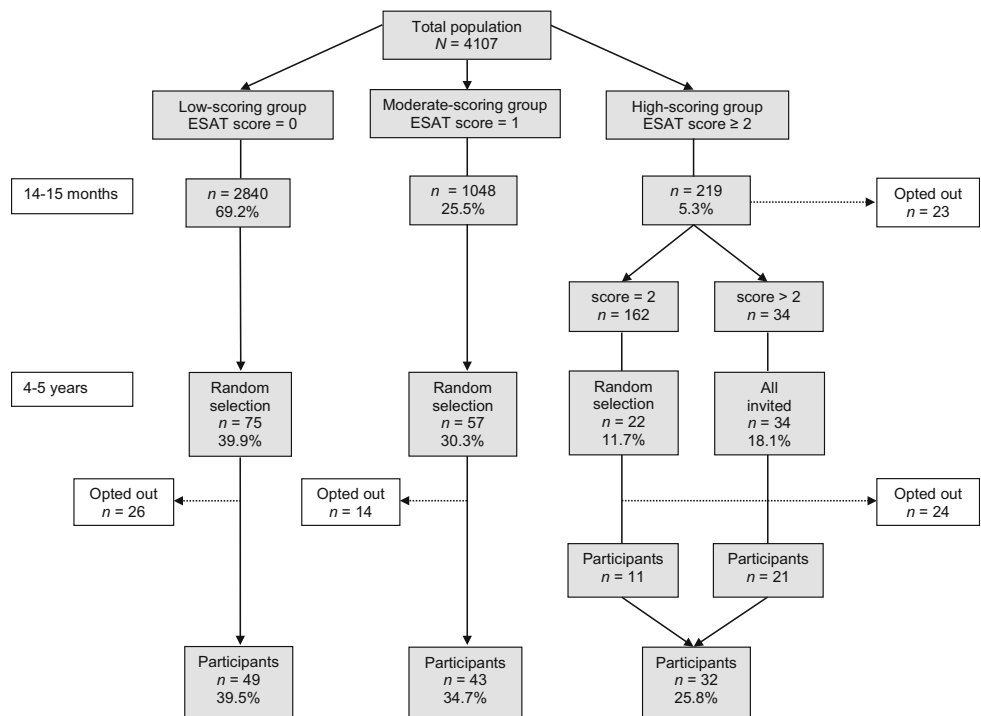 Total population
N = 4107
Low-scoring group
ESAT score = 0
Moderate-scoring group
ESAT score = 1
High-scoring group
ESAT score ≥ 2
14-15 months
n = 2840
69.2%
n = 1048
25.5%
n = 219
5.3%
Opted out
n = 23
score = 2
n = 162
score > 2
n = 34
4-5 years
Random
selection
n = 75
39.9%
Random
selection
n = 57
30.3%
Random
selection
n = 22
11.7%
All
invited
n = 34
18.1%
Opted out
n = 26
Opted out
n = 14
Opted out
n = 24
Participants
n = 11
Participants
n = 21
Participants
n = 49
39.5%
Participants
n = 43
34.7%
Participants
n = 32
25.8%